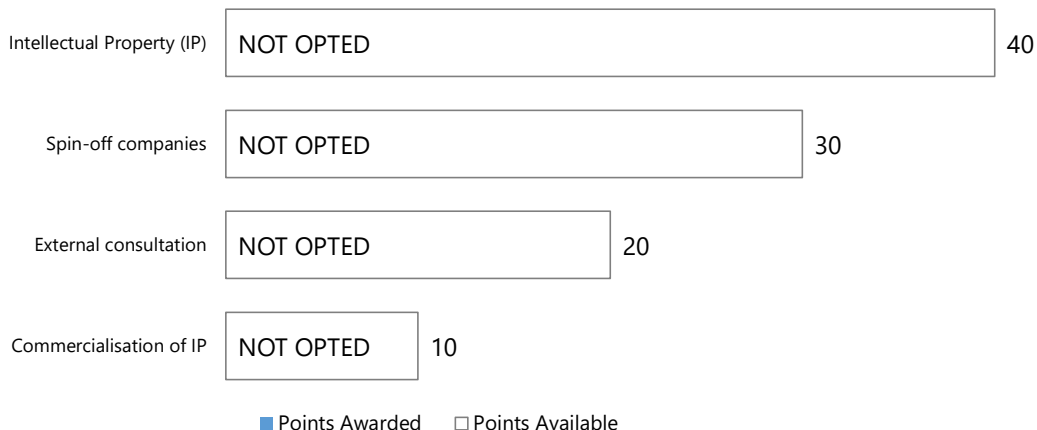 Intellectual Property (IP) NOT OPTED 40
Spin-off companies NOT OPTED 30
External consultation NOT OPTED 20
Commercialisation of IP NOT OPTED 10
Points Awarded Points Available